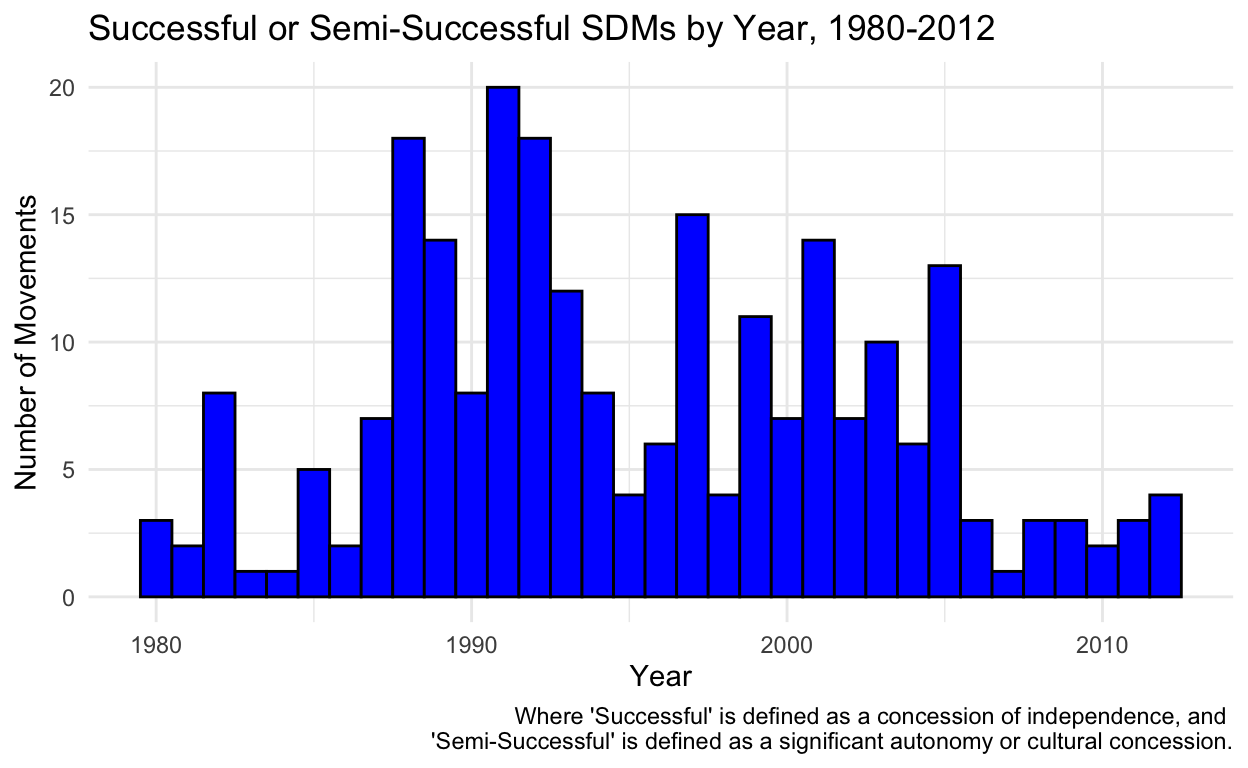 Successful or Semi-Successful SDMs by Year, 1980-2012
20
15
10
5
0
Number of Movements
1980 1990 2000 2010
Year
Where 'Successful' is defined as a concession of independence, and
'Semi-Successful' is defined as a significant autonomy or cultural concession.